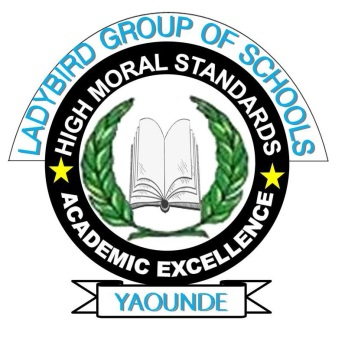 LADYBIRD GROUP OF SCHOOLS
HIGH MORAL STANDARDS
ACADEMIC EXCELLENCE
YAOUNDE